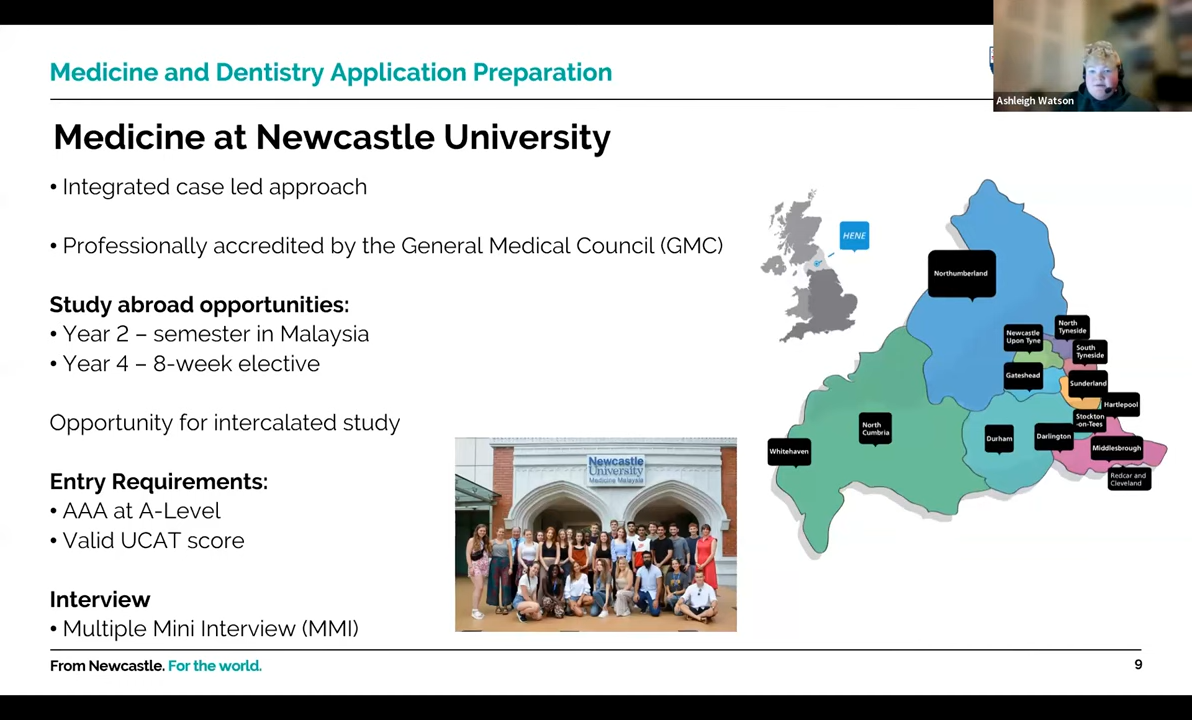 Medicine and Dentistry Application Preparation
Ashleigh Watson
Medicine at Newcastle University
• Integrated case led approach
• Professionally accredited by the General Medical Council (GMC)
Study abroad opportunities:
• Year 2 – semester in Malaysia
• Year 4 – 8-week elective
Opportunity for intercalated study
Entry Requirements:
• AAA at A-Level
• Valid UCAT score
Interview
• Multiple Mini Interview (MMI)
Newcastle
University
Medicine Malaysia
HENE
Northumberland
North
Tyneside
Newcastle
Upon Tyne
South
Tyneside
Gateshead
Sunderland
Hartlepool
Stockton
-on-Tees
North
Cumbria
Durham
Darlington
Middlesbrough
Whitehaven
Redcar and
Cleveland
From Newcastle. For the world.
9